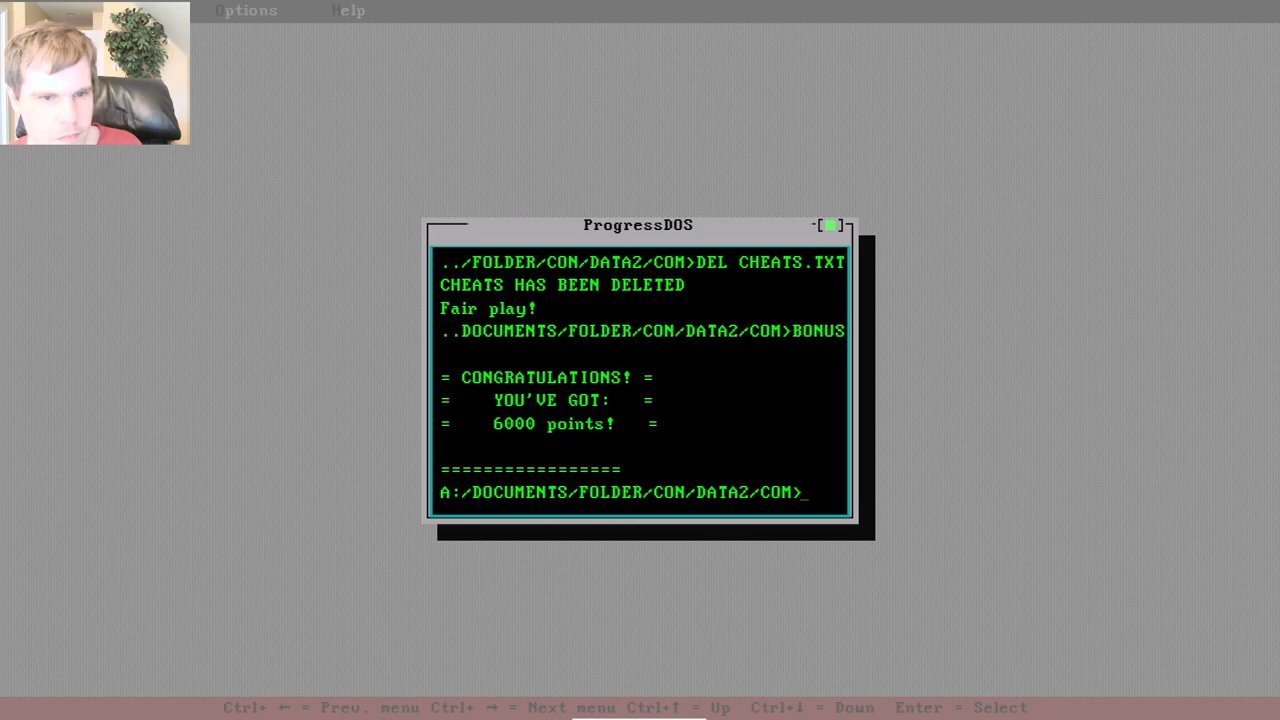 Options Help
ProgressDOS
../FOLDER/CON/DATA2/COM>DEL CHEATS.TXT
CHEATS HAS BEEN DELETED
Fair play!
..DOCUMENTS/FOLDER/CON/DATA2/COM>BONUS
= CONGRATULATIONS! =
= YOU'VE GOT: =
= 6000 points! =
=================
A:/DOCUMENTS/FOLDER/CON/DATA2/COM>_
Ctrl+ ← = Prev. menu Ctrl+ → = Next menu Ctrl+↑ = Up Ctrl+↓ = Down Enter = Select